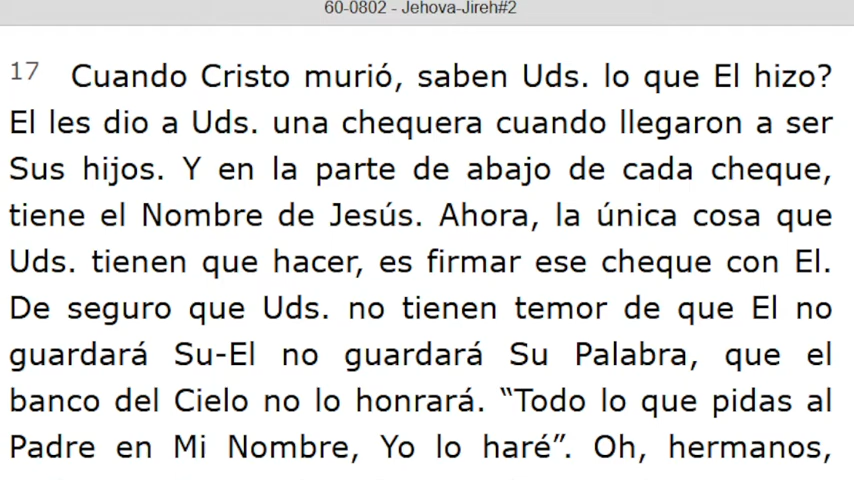 60-0802 - Jehova-Jireh#2
17 Cuando Cristo murió, saben Uds. lo que El hizo?
El les dio a Uds. una chequera cuando llegaron a ser
Sus hijos. Y en la parte de abajo de cada cheque,
tiene el Nombre de Jesús. Ahora, la única cosa que
Uds. tienen que hacer, es firmar ese cheque con El.
De seguro que Uds. no tienen temor de que El no
guardará Su-El no guardará Su Palabra, que el
banco del Cielo no lo honrará. “Todo lo que pidas al
Padre en Mi Nombre, Yo lo haré”. Oh, hermanos,